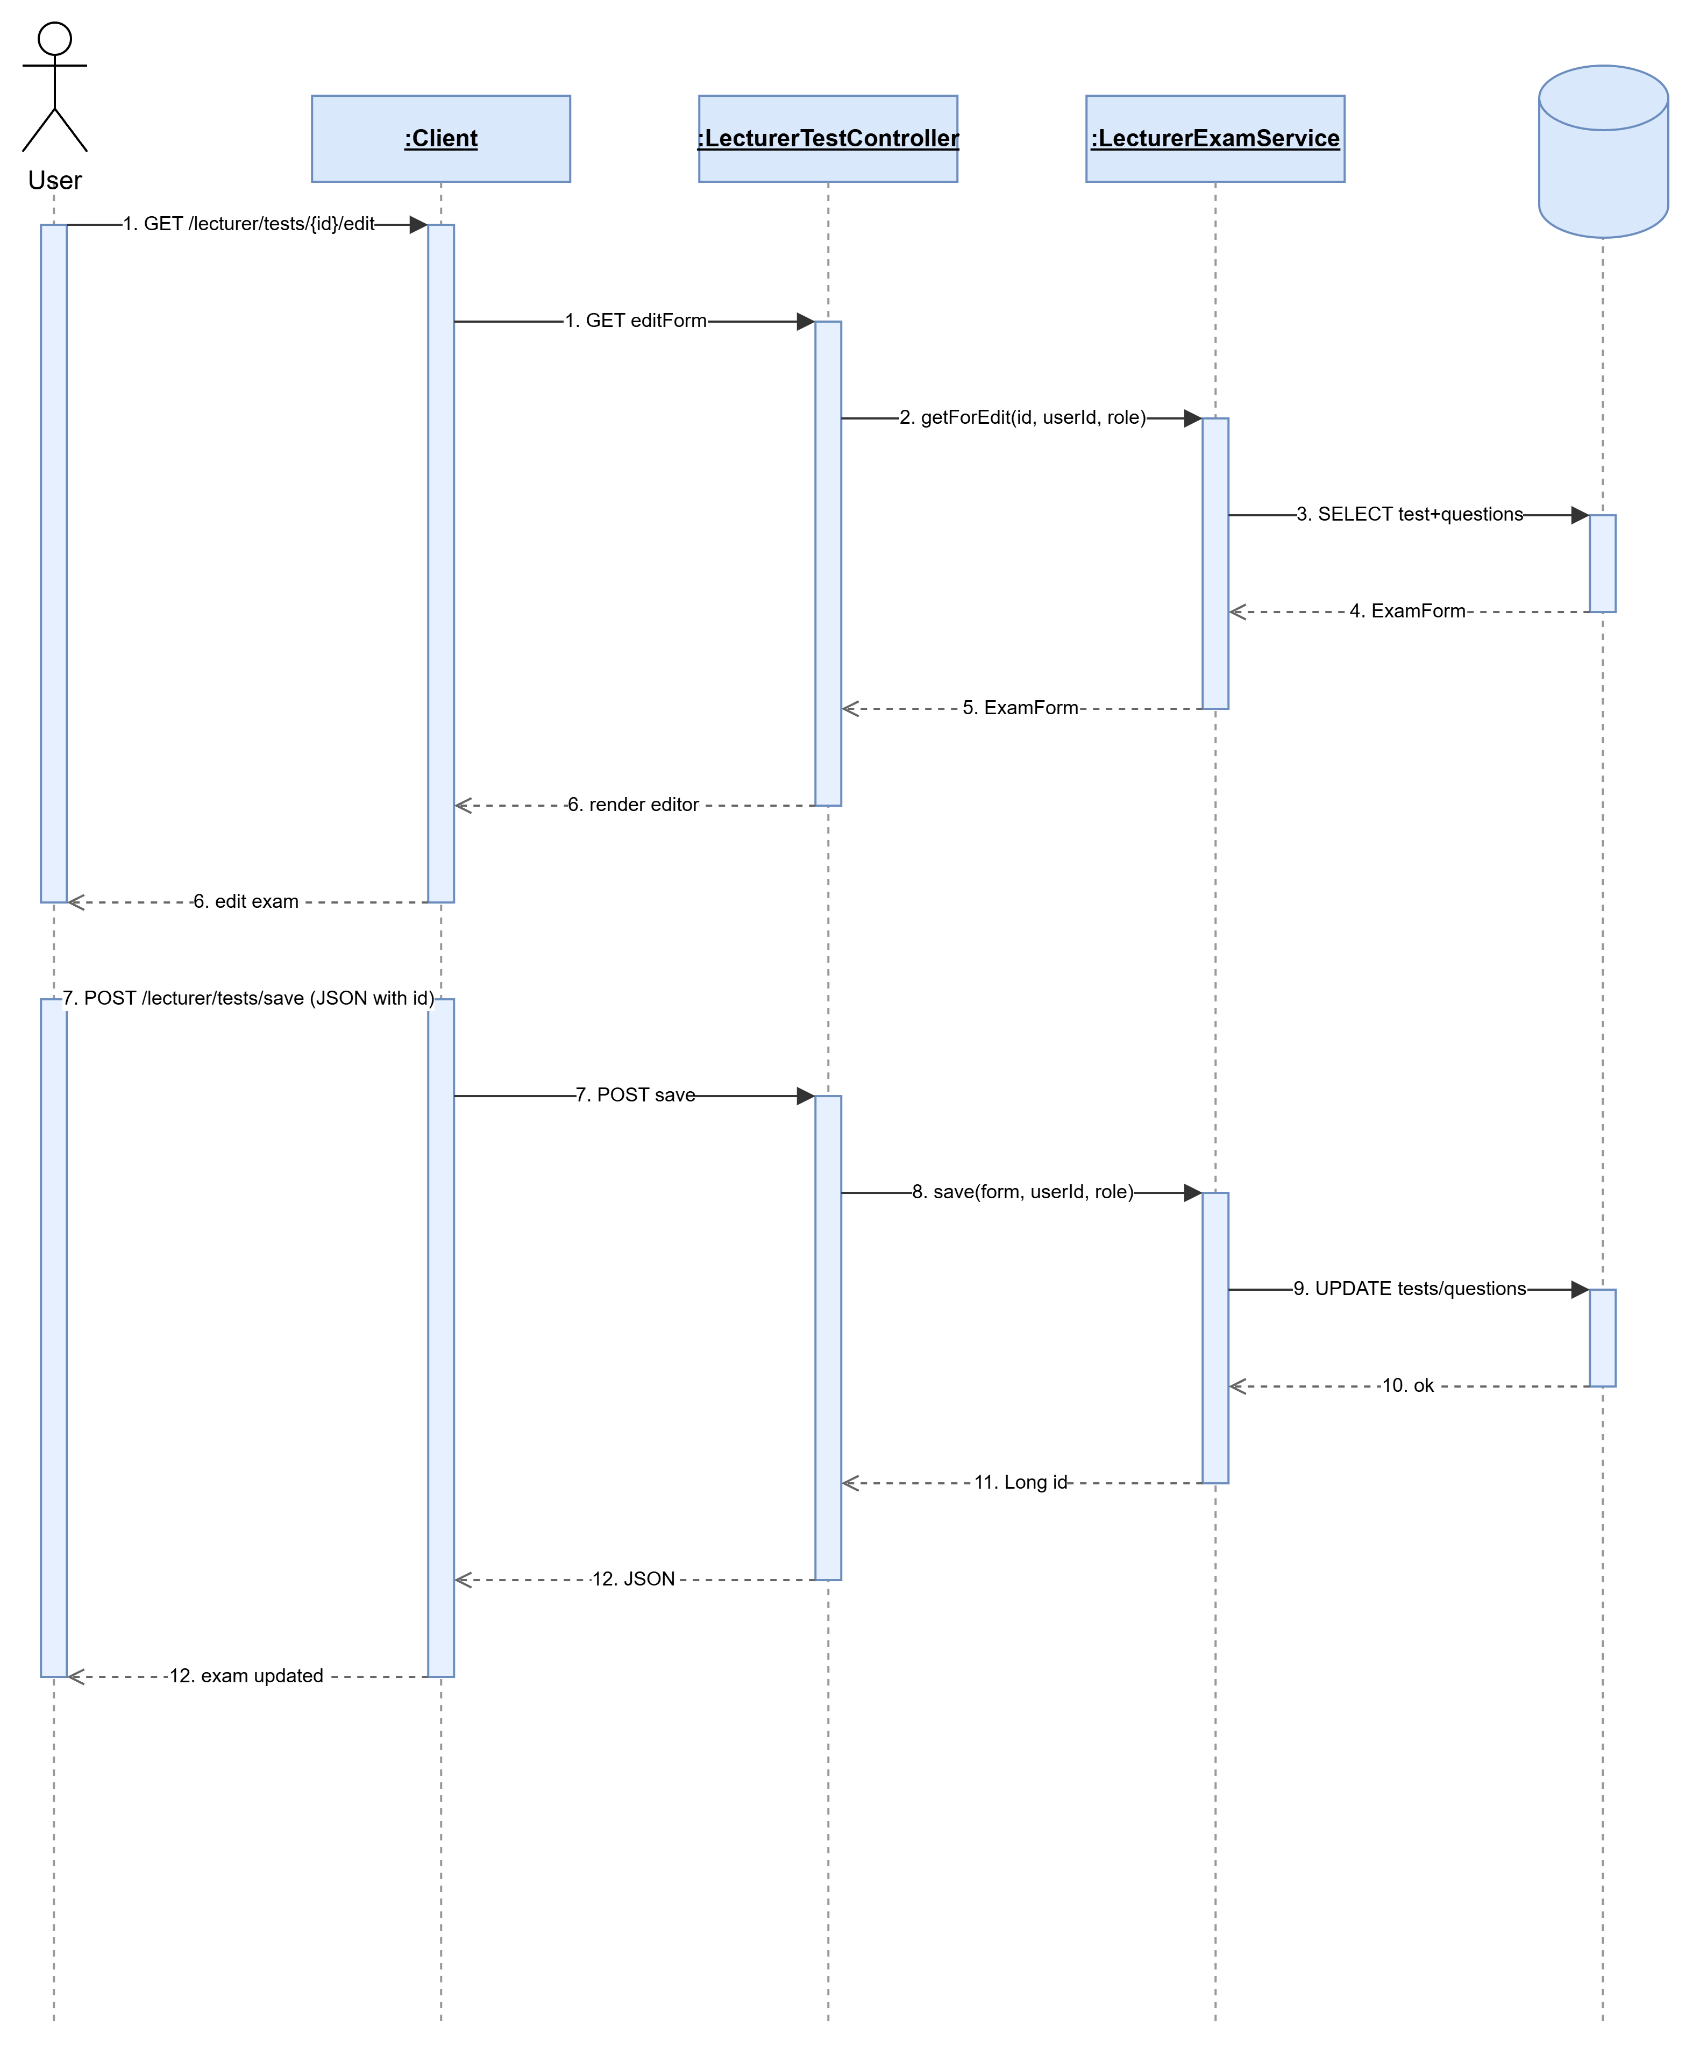 User
:Client
:LecturerTestController
:LecturerExamService
1. GET /lecturer/tests/{id}/edit
1. GET editForm
2. getForEdit(id, userId, role)
3. SELECT test+questions
4. ExamForm
5. ExamForm
6. render editor
6. edit exam
7. POST /lecturer/tests/save (JSON with id)
7. POST save
8. save(form, userId, role)
9. UPDATE tests/questions
10. ok
11. Long id
12. JSON
12. exam updated